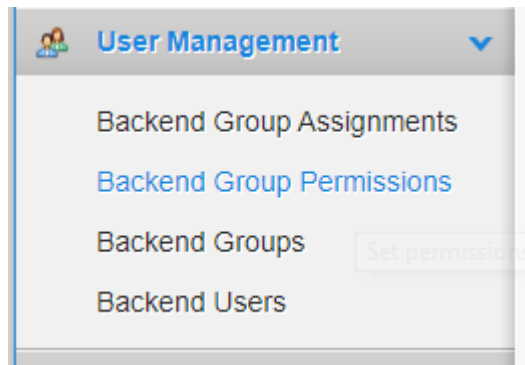 User Management
Backend Group Assignments
Backend Group Permissions
Backend Groups
Set permissions
Backend Users